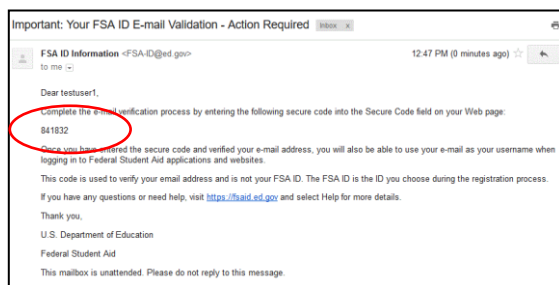 Important: Your FSA ID E-mail Validation - Action Required Inbox x
FSA ID Information <FSA-ID@ed.gov> 12:47 PM (0 minutes ago)
to me
Dear testuser1,
Complete the e-mail verification process by entering the following secure code into the Secure Code field on your Web page:
841832
Once you have entered the secure code and verified your e-mail address, you will also be able to use your e-mail as your username when
logging in to Federal Student Aid applications and websites.
This code is used to verify your email address and is not your FSA ID. The FSA ID is the ID you choose during the registration process.
If you have any questions or need help, visit https://fsaid.ed.gov and select Help for more details.
Thank you,
U.S. Department of Education
Federal Student Aid
This mailbox is unattended. Please do not reply to this message.